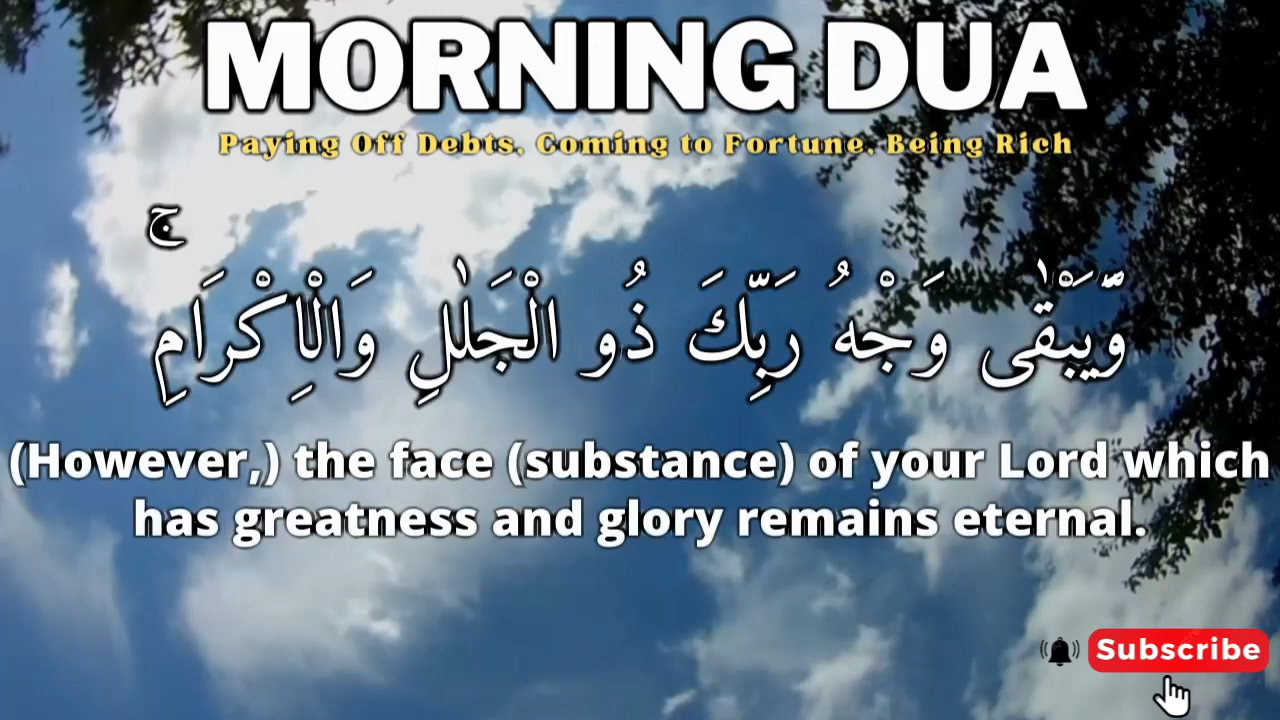 MORNING DUA
Paying Off Debts, Coming to Fortune, Being Rich
وَّيَبْقٰى وَجْهُ رَبِّكَ ذُو الْجَلٰلِ وَالْاِكْرَامِۚ
(However,) the face (substance) of your Lord which
has greatness and glory remains eternal.
Subscribe